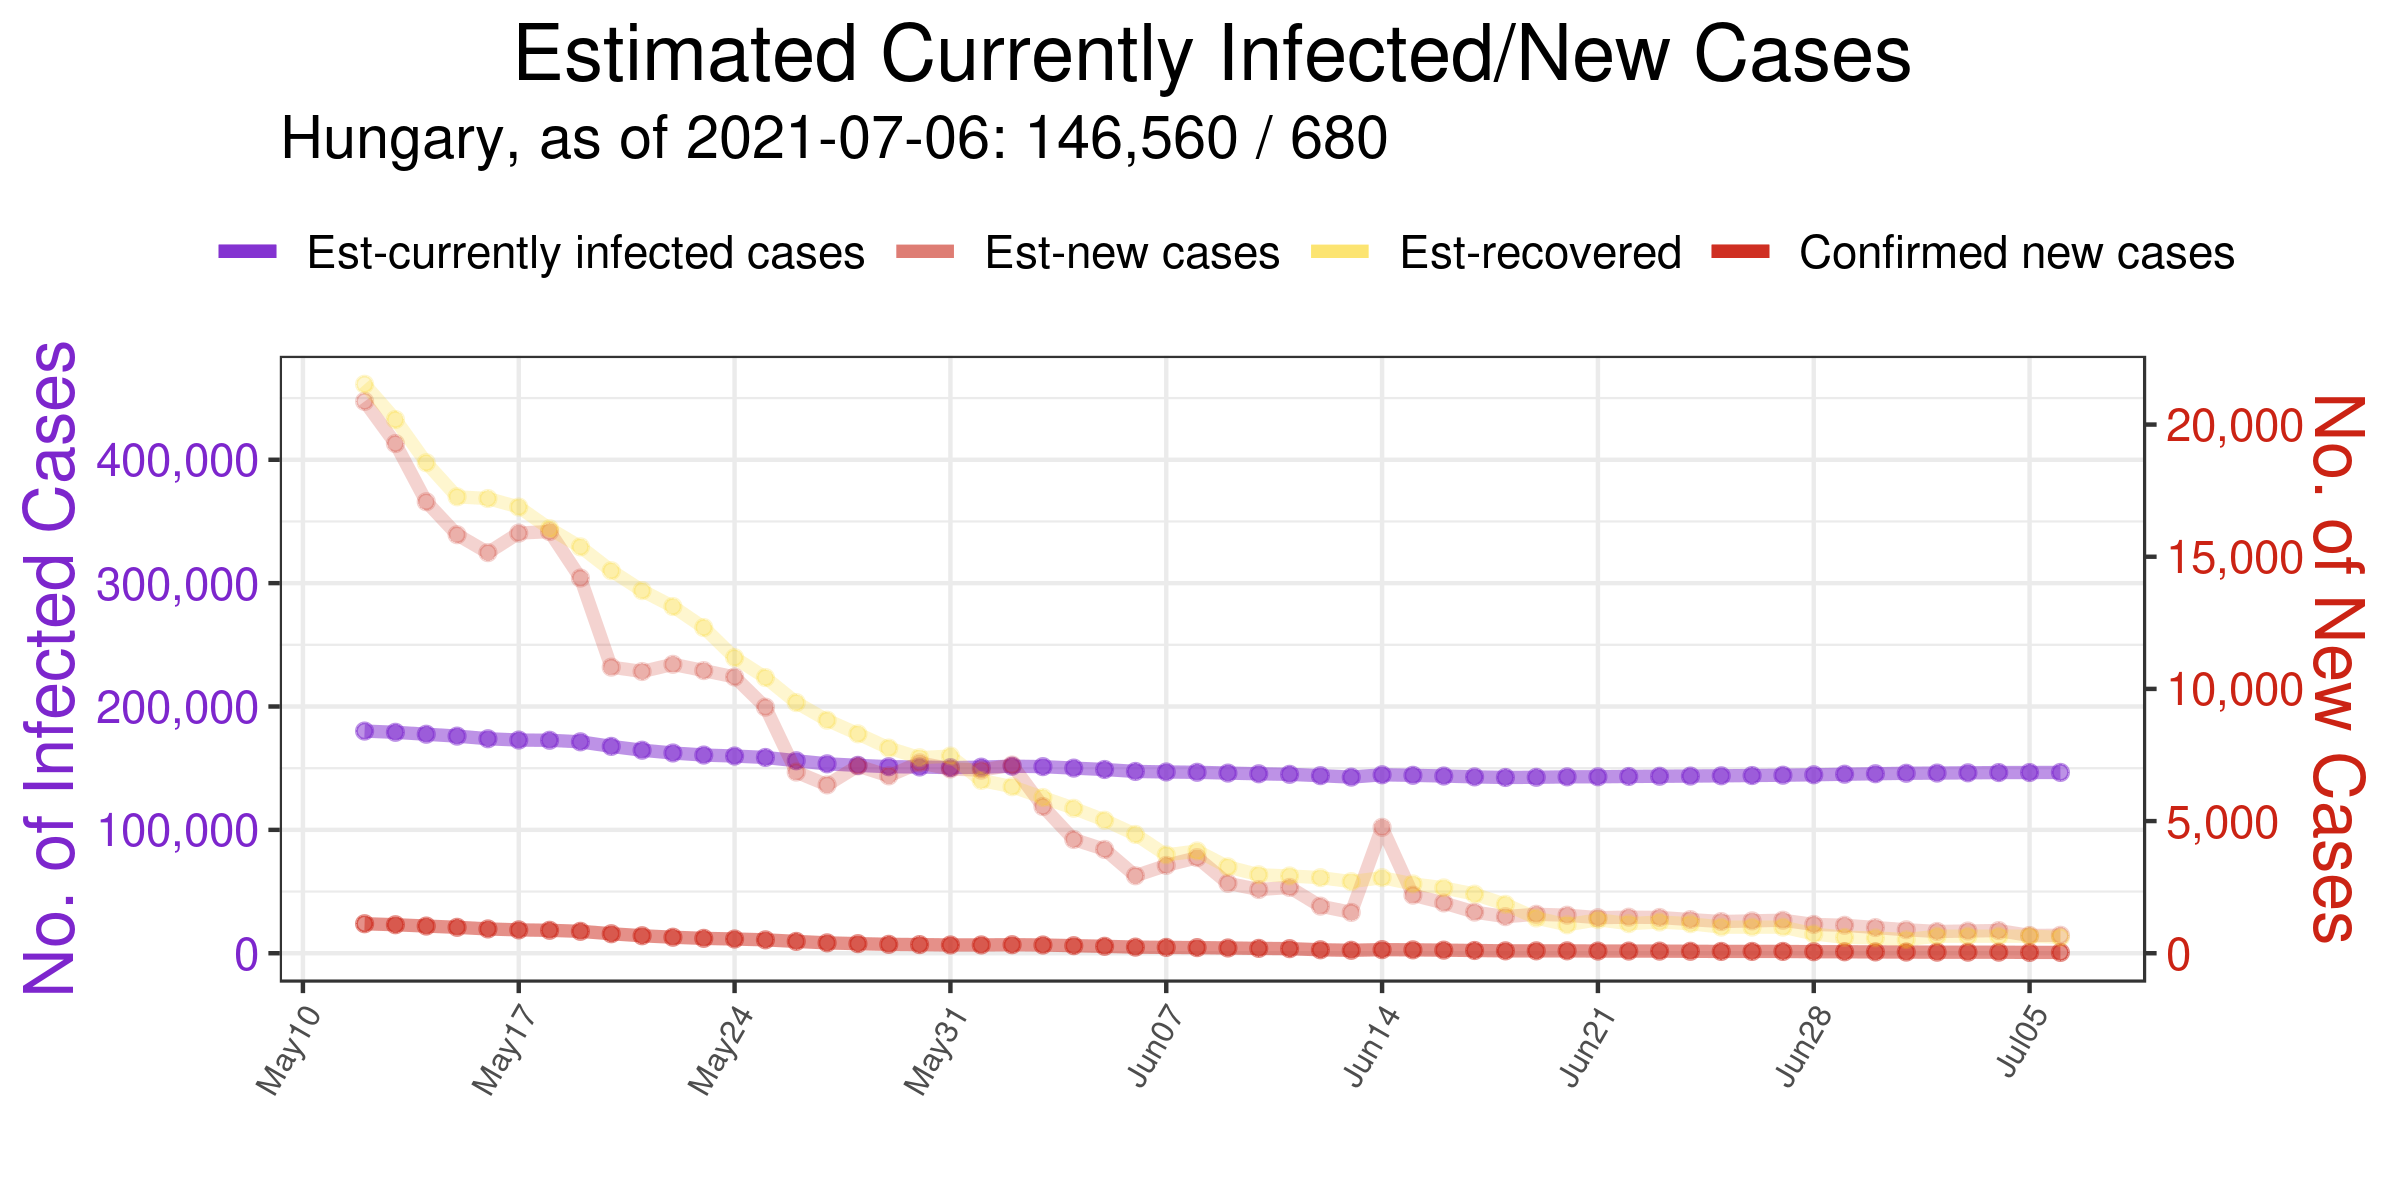 Estimated Currently Infected/New Cases
Hungary, as of 2021-07-06: 146,560 / 680
Est-currently infected cases Est-new cases Est-recovered Confirmed new cases
No. of Infected Cases
400,000
300,000
200,000
100,000
0
20,000
15,000
10,000
5,000
0
No. of New Cases
May10 May17 May24 May31 Jun07 Jun14 Jun21 Jun28 Jul05